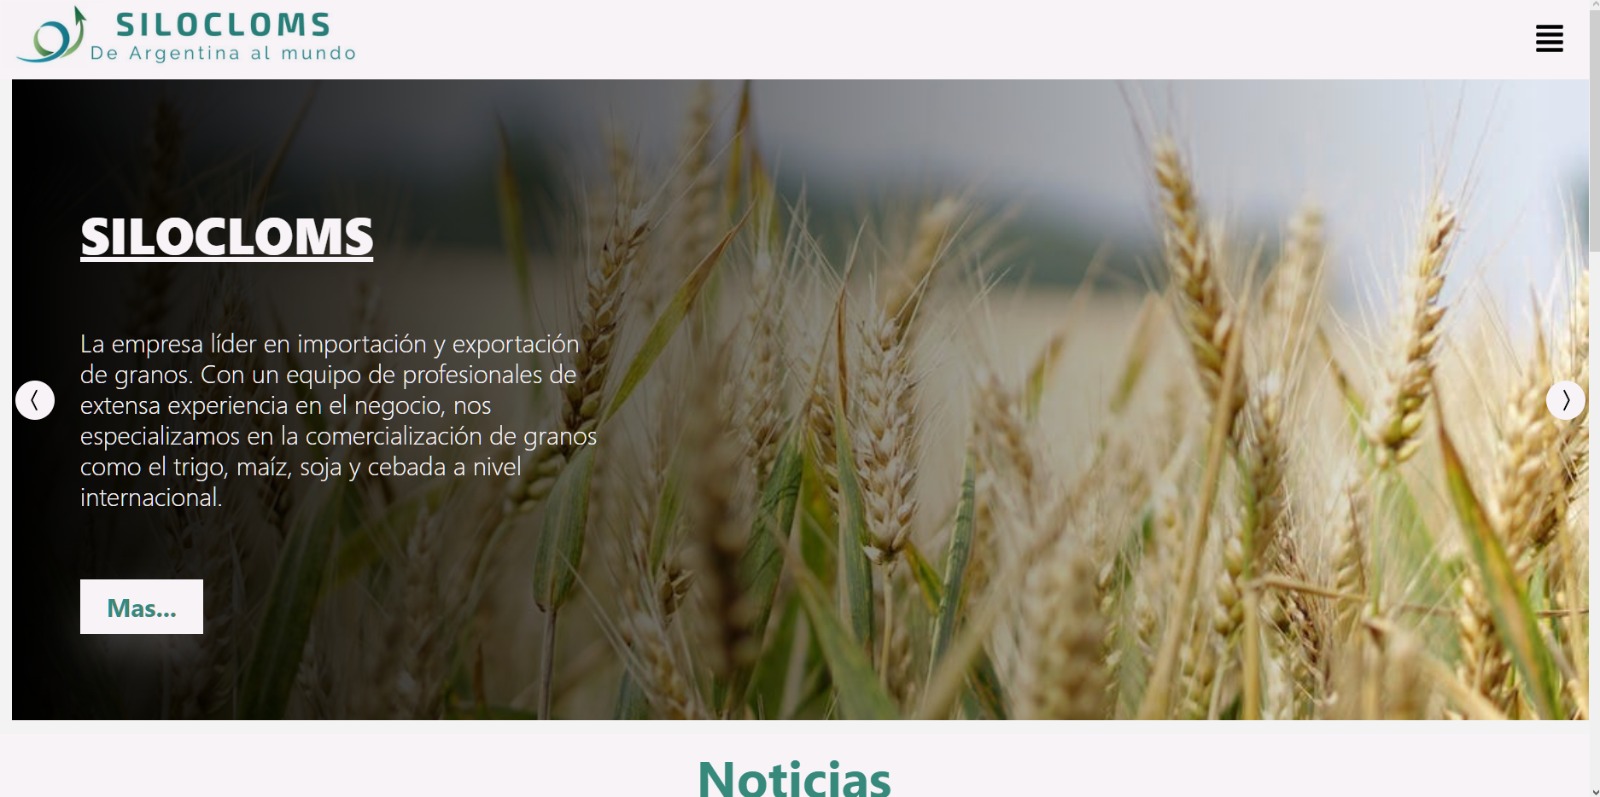 SILOCLOMS
De Argentina al mundo
SILOCLOMS
La empresa líder en importación y exportación
de granos. Con un equipo de profesionales de
extensa experiencia en el negocio, nos
especializamos en la comercialización de granos
como el trigo, maíz, soja y cebada a nivel
internacional.
Mas...
Noticias